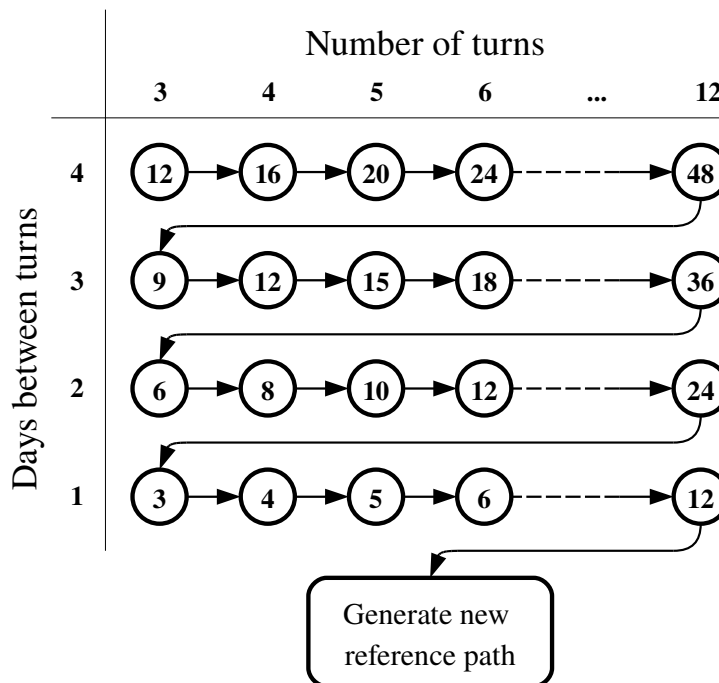 Number of turns
3 4 5 6 ... 12
Days between turns
4 12 16 20 24 48
3 9 12 15 18 36
2 6 8 10 12 24
1 3 4 5 6 12
Generate new
reference path